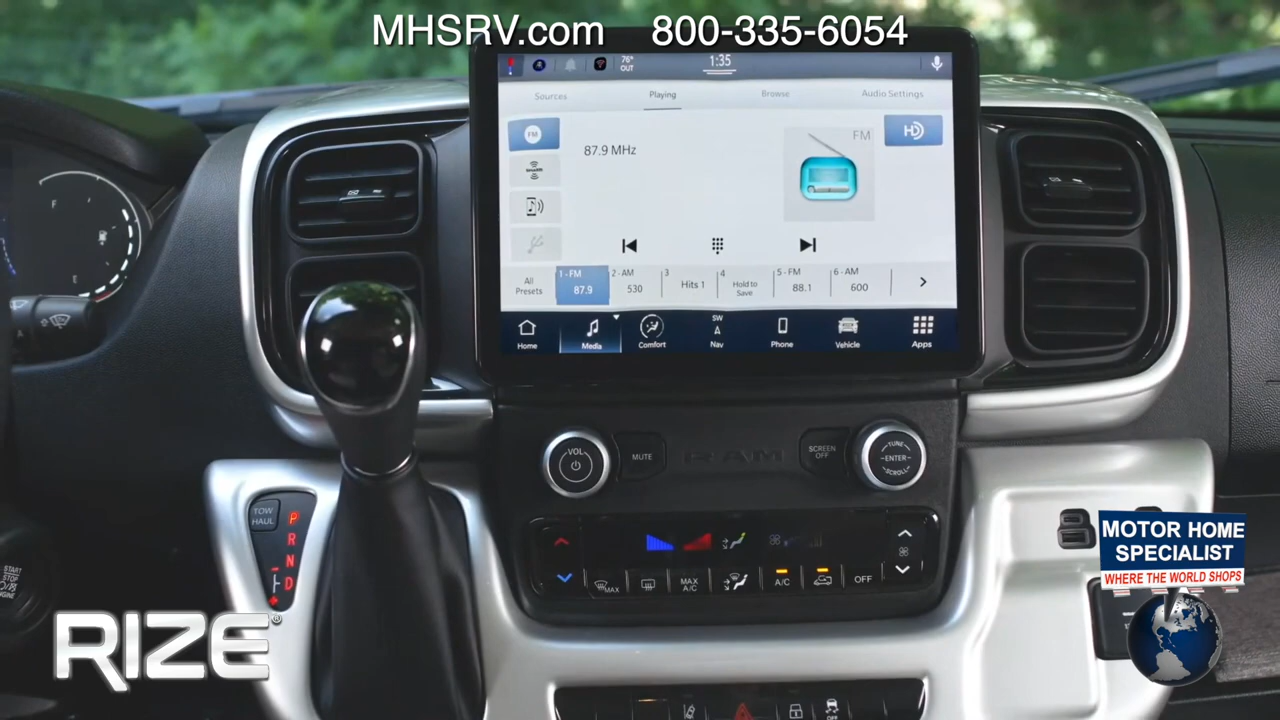 MHSRV.com 800-335-6054
76° OUT
1:35
Sources Playing Browse Audio Settings
FM
87.9 MHz
FM
HD
SiriusXM
All Presets
1 - FM
87.9
2 - AM
530
3
Hits 1
4
Hold to Save
5 - FM
88.1
6 - AM
600
Home Media Comfort
SW
Nav Phone Vehicle Apps
F
E
VOL
MUTE
RAM
SCREEN OFF
TUNE
ENTER
SCROLL
TOW HAUL
P
R
N
D
MAX
MAX A/C
A/C
OFF
START
STOP
ENGINE
OFF
RIZE®
MOTOR HOME
SPECIALIST
WHERE THE WORLD SHOPS